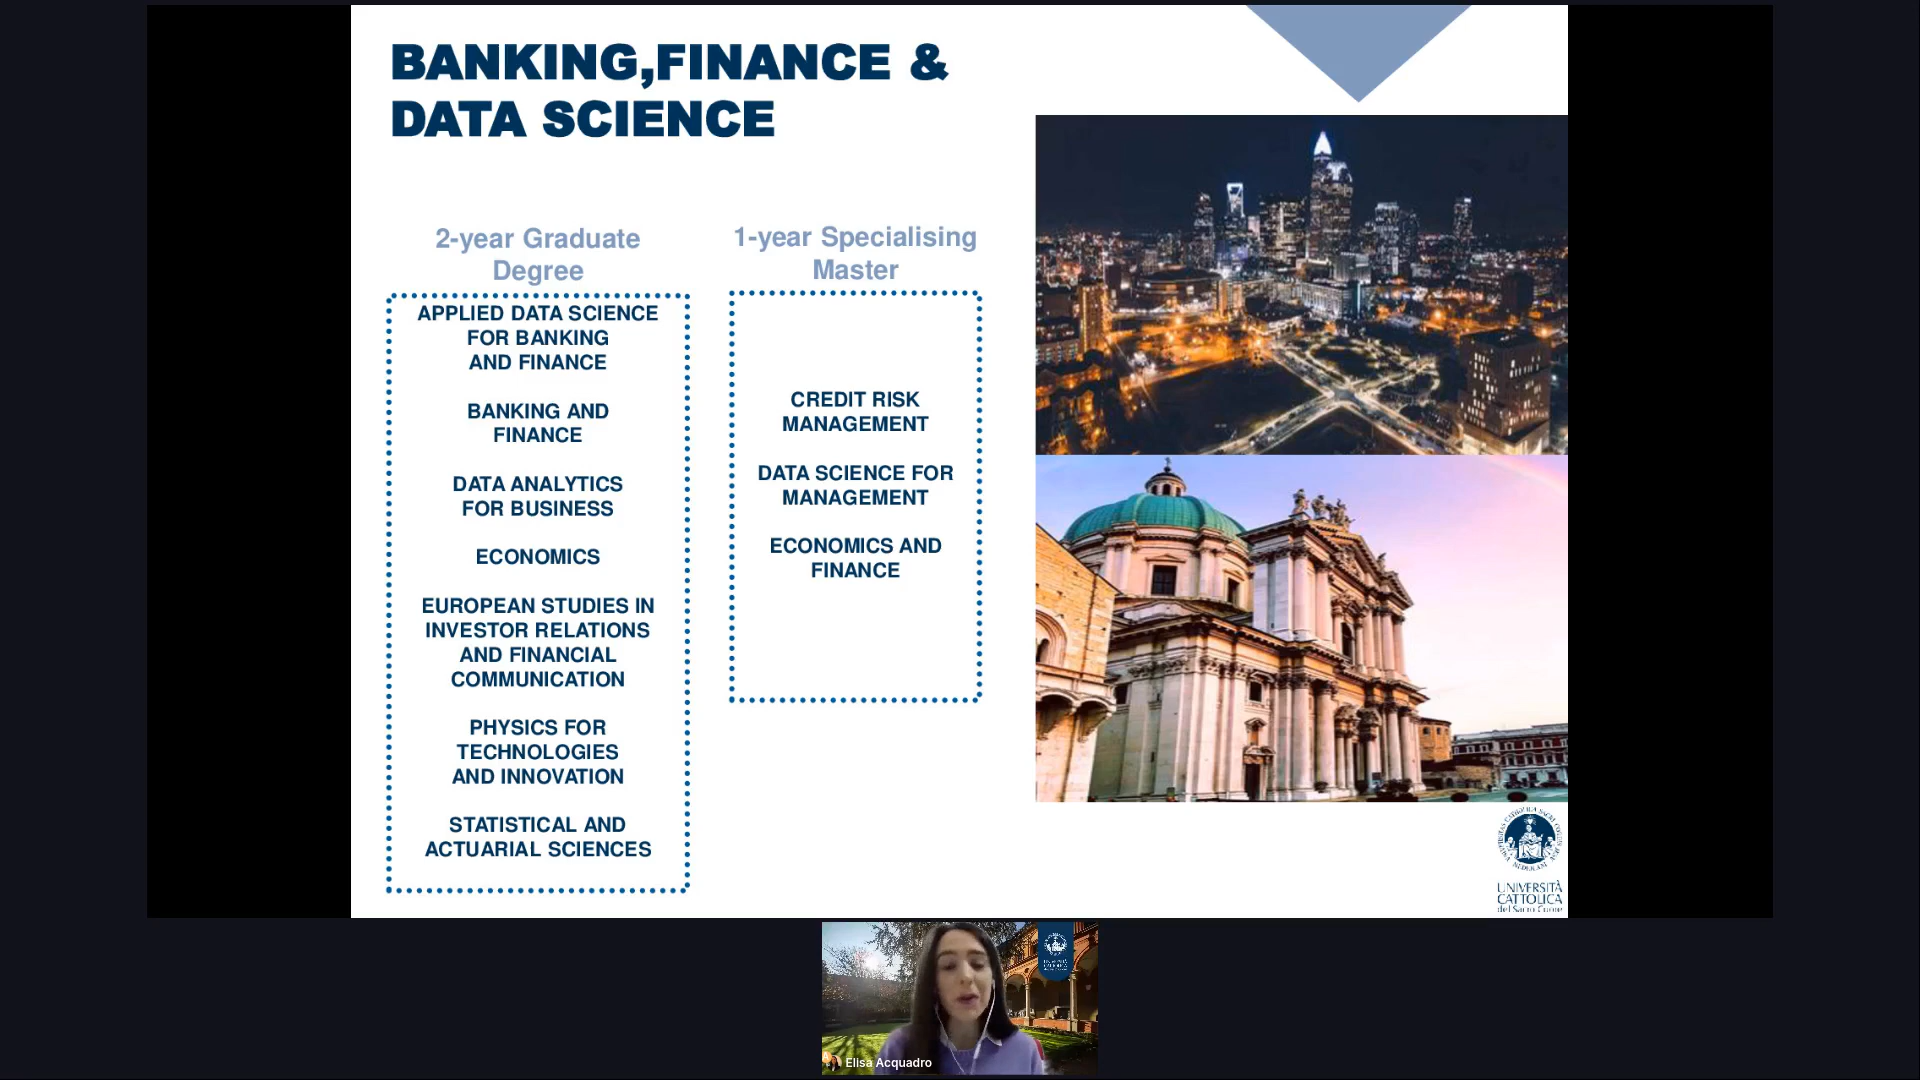 BANKING,FINANCE &
DATA SCIENCE
2-year Graduate
Degree
APPLIED DATA SCIENCE
FOR BANKING
AND FINANCE
BANKING AND
FINANCE
DATA ANALYTICS
FOR BUSINESS
ECONOMICS
EUROPEAN STUDIES IN
INVESTOR RELATIONS
AND FINANCIAL
COMMUNICATION
PHYSICS FOR
TECHNOLOGIES
AND INNOVATION
STATISTICAL AND
ACTUARIAL SCIENCES
1-year Specialising
Master
CREDIT RISK
MANAGEMENT
DATA SCIENCE FOR
MANAGEMENT
ECONOMICS AND
FINANCE
UNIVERSITÀ
CATTOLICA
del Sacro Cuore
Elisa Acquadro